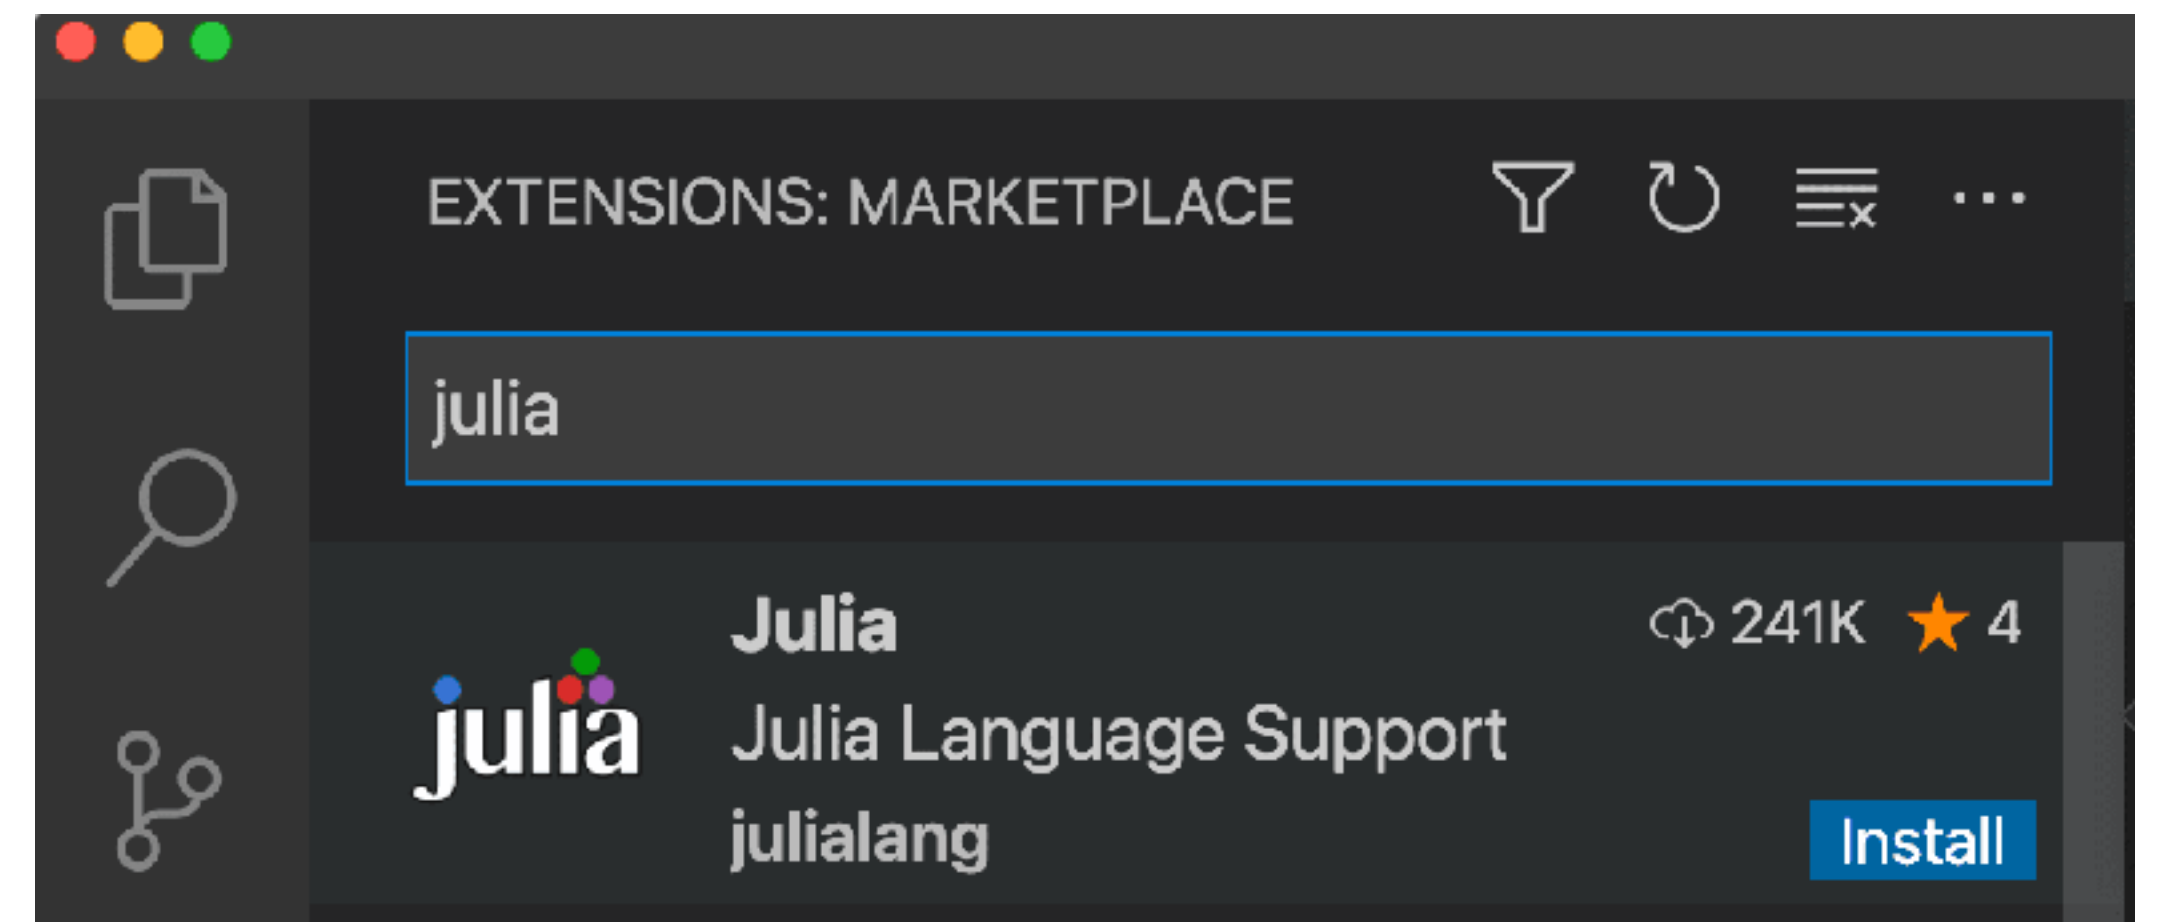 EXTENSIONS: MARKETPLACE
julia
Julia 241K 4
julia
Julia Language Support
julialang
Install